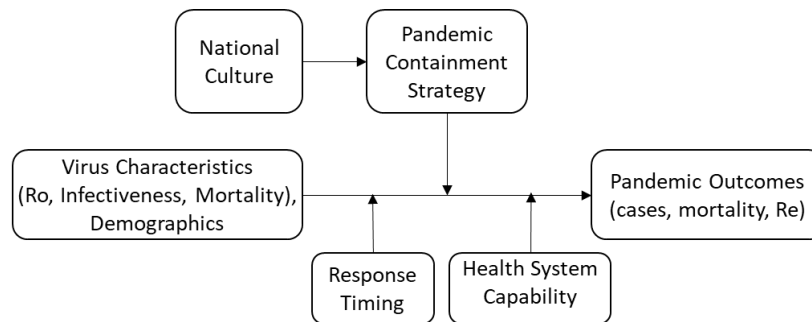 National
Culture
Pandemic
Containment
Strategy
Virus Characteristics
(Ro, Infectiveness, Mortality),
Demographics
Pandemic Outcomes
(cases, mortality, Re)
Response
Timing
Health System
Capability